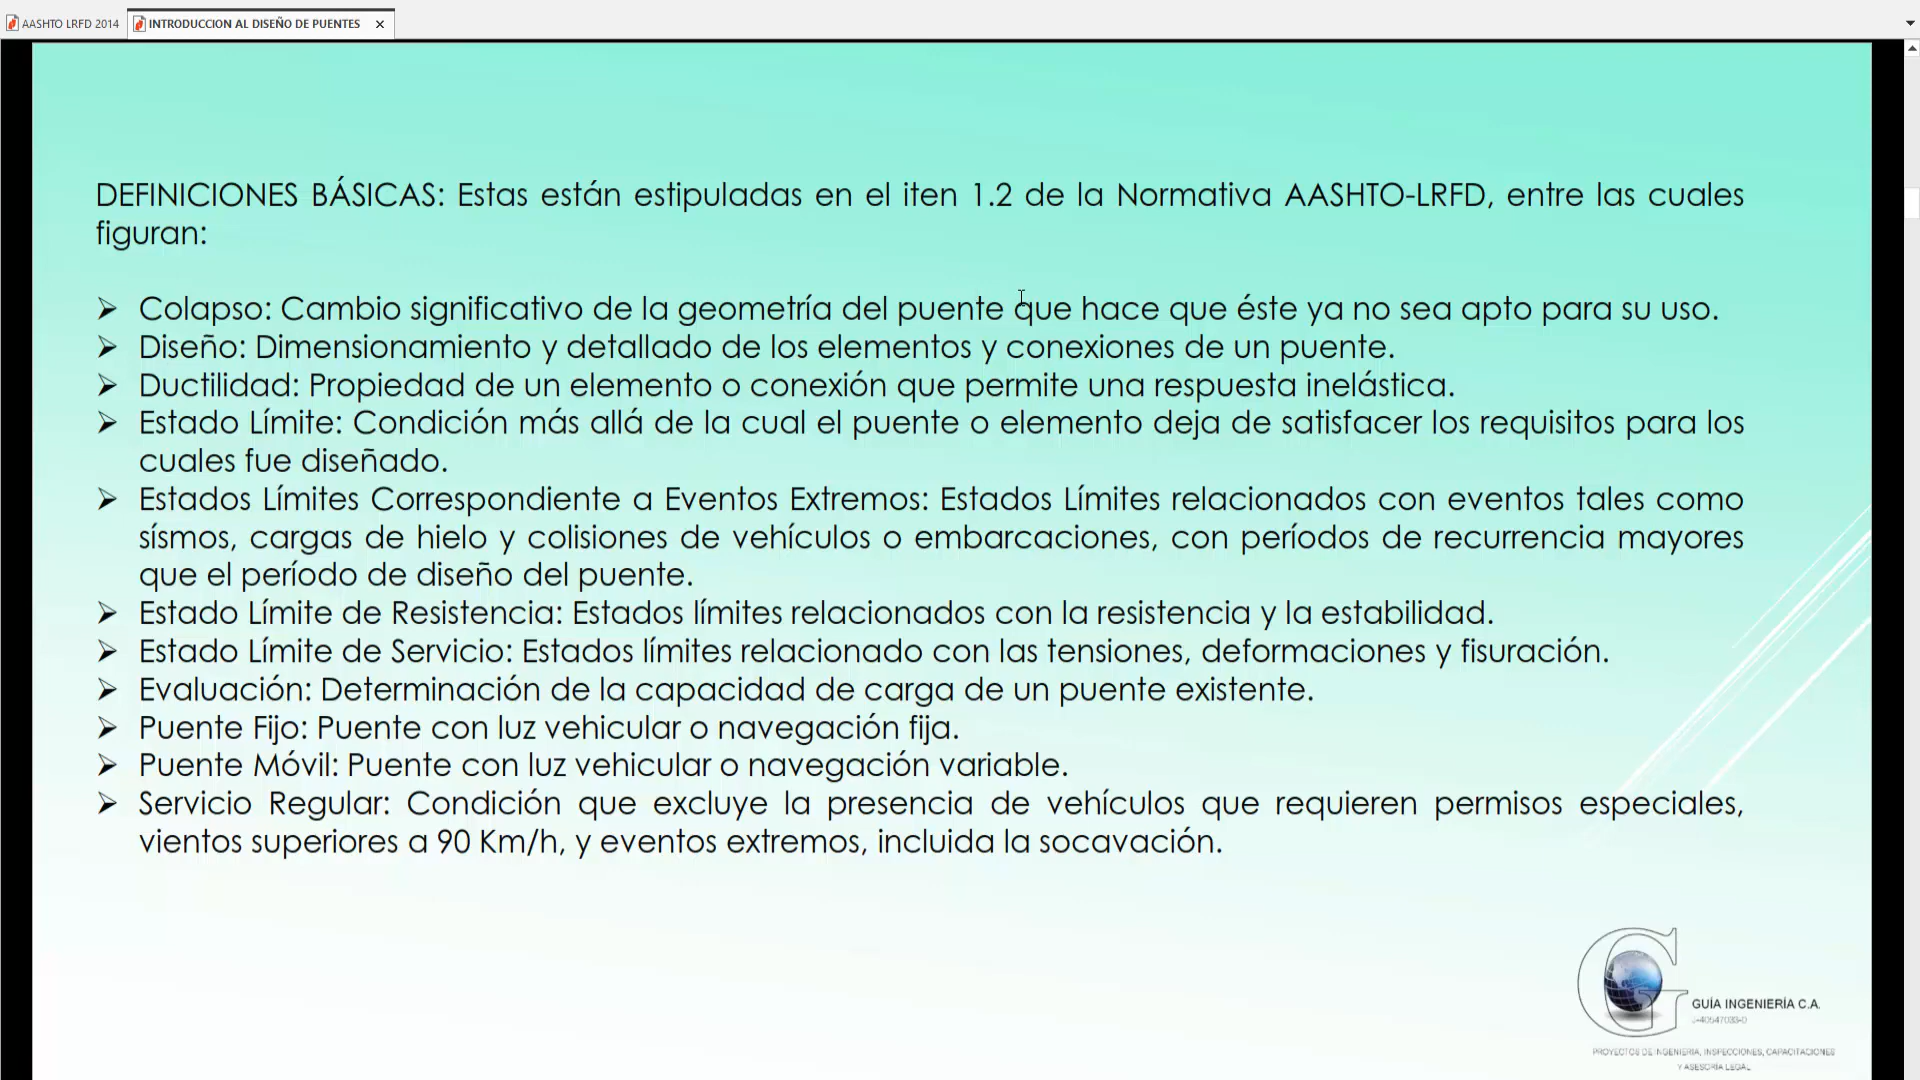 AASHTO LRFD 2014
INTRODUCCION AL DISEÑO DE PUENTES
DEFINICIONES BÁSICAS: Estas están estipuladas en el iten 1.2 de la Normativa AASHTO-LRFD, entre las cuales
figuran:
Colapso: Cambio significativo de la geometría del puente que hace que éste ya no sea apto para su uso.
Diseño: Dimensionamiento y detallado de los elementos y conexiones de un puente.
Ductilidad: Propiedad de un elemento o conexión que permite una respuesta inelástica.
Estado Límite: Condición más allá de la cual el puente o elemento deja de satisfacer los requisitos para los
cuales fue diseñado.
Estados Límites Correspondiente a Eventos Extremos: Estados Límites relacionados con eventos tales como
sísmos, cargas de hielo y colisiones de vehículos o embarcaciones, con períodos de recurrencia mayores
que el período de diseño del puente.
Estado Límite de Resistencia: Estados límites relacionados con la resistencia y la estabilidad.
Estado Límite de Servicio: Estados límites relacionado con las tensiones, deformaciones y fisuración.
Evaluación: Determinación de la capacidad de carga de un puente existente.
Puente Fijo: Puente con luz vehicular o navegación fija.
Puente Móvil: Puente con luz vehicular o navegación variable.
Servicio Regular: Condición que excluye la presencia de vehículos que requieren permisos especiales,
vientos superiores a 90 Km/h, y eventos extremos, incluida la socavación.
G
GUÍA INGENIERÍA C.A.
J-40547033-0
PROYECTOS DE INGENIERIA, INSPECCIONES, CAPACITACIONES
Y ASESORÍA LEGAL